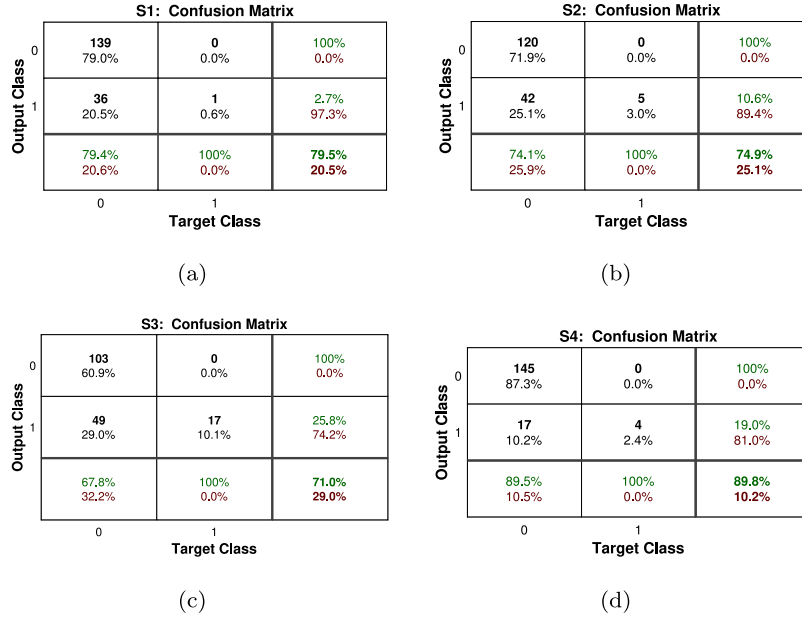 S1: Confusion Matrix
0 139 0 100%
79.0% 0.0% 0.0%
1 36 1 2.7%
20.5% 0.6% 97.3%
79.4% 100% 79.5%
20.6% 0.0% 20.5%
0 1
Target Class
Output Class
(a)
S2: Confusion Matrix
0 120 0 100%
71.9% 0.0% 0.0%
1 42 5 10.6%
25.1% 3.0% 89.4%
74.1% 100% 74.9%
25.9% 0.0% 25.1%
0 1
Target Class
Output Class
(b)
S3: Confusion Matrix
0 103 0 100%
60.9% 0.0% 0.0%
1 49 17 25.8%
29.0% 10.1% 74.2%
67.8% 100% 71.0%
32.2% 0.0% 29.0%
0 1
Target Class
Output Class
(c)
S4: Confusion Matrix
0 145 0 100%
87.3% 0.0% 0.0%
1 17 4 19.0%
10.2% 2.4% 81.0%
89.5% 100% 89.8%
10.5% 0.0% 10.2%
0 1
Target Class
Output Class
(d)